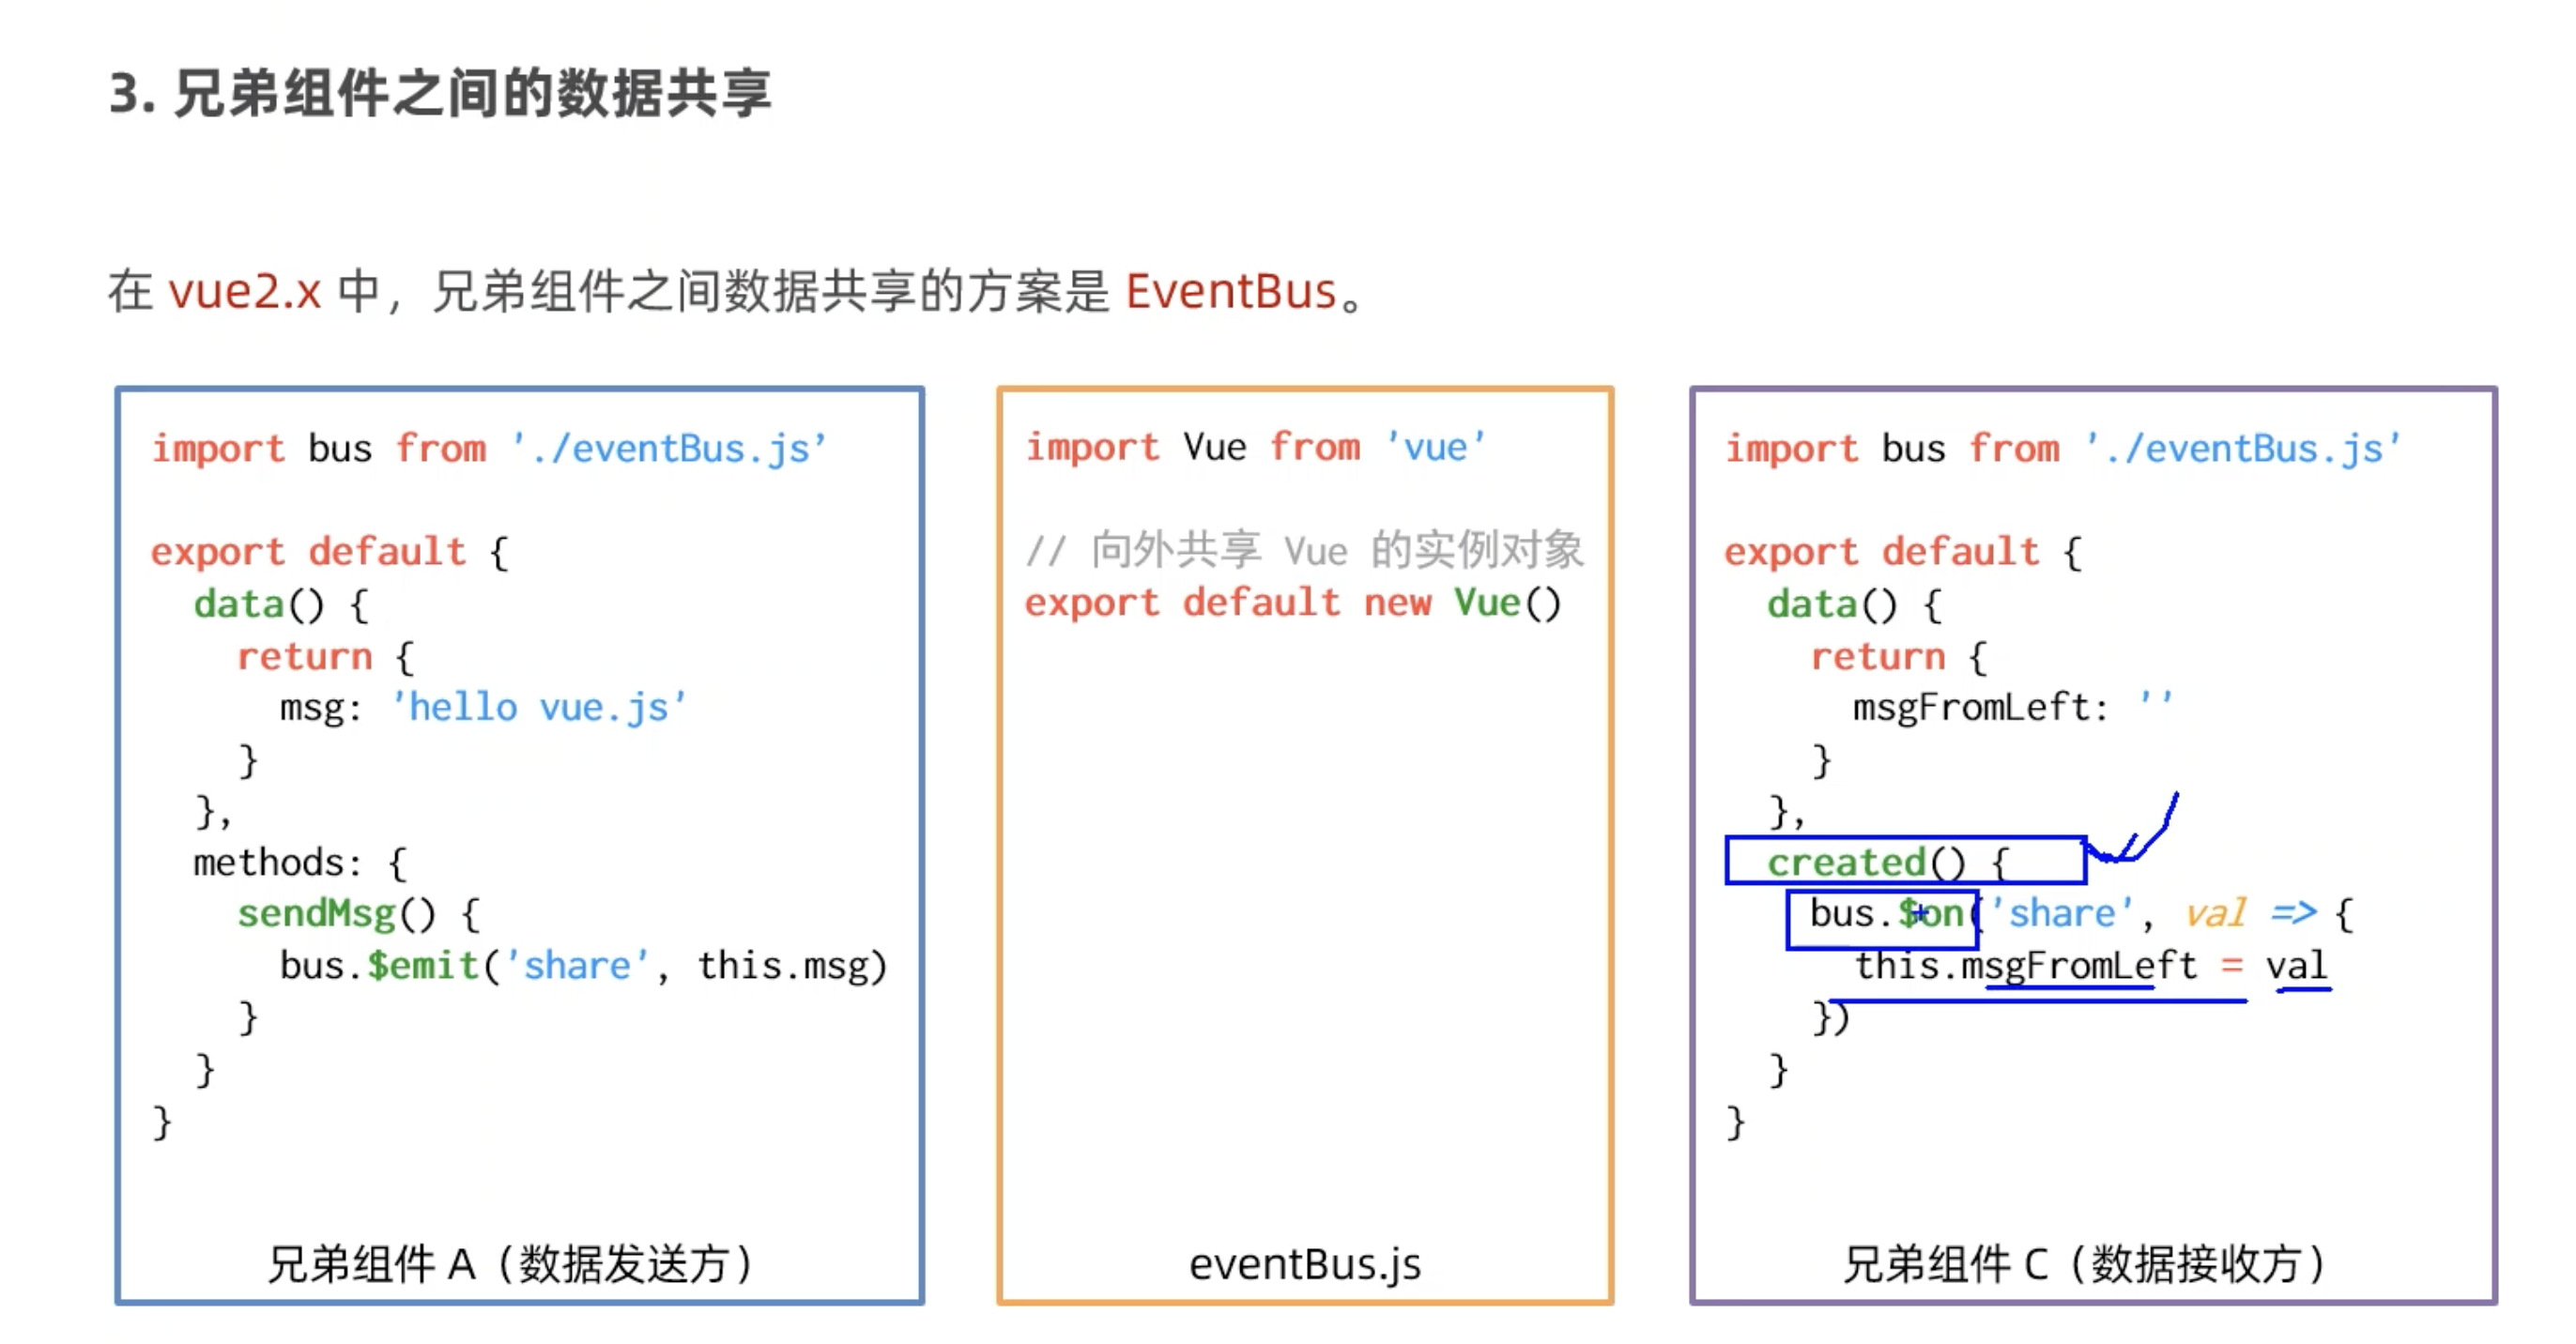 3. 兄弟组件之间的数据共享
在 vue2.x 中，兄弟组件之间数据共享的方案是 EventBus。
import bus from './eventBus.js’
export default {
data() {
return {
msg: 'hello vue.js'
}
},
methods: {
sendMsg() {
bus.$emit('share', this.msg)
}
}
}
兄弟组件 A（数据发送方）
import Vue from 'vue'
// 向外共享 Vue 的实例对象
export default new Vue()
eventBus.js
import bus from './eventBus.js'
export default {
data() {
return {
msgFromLeft: ''
}
},
created() {
bus.$on('share', val => {
this.msgFromLeft = val
})
}
}
兄弟组件 C（数据接收方）